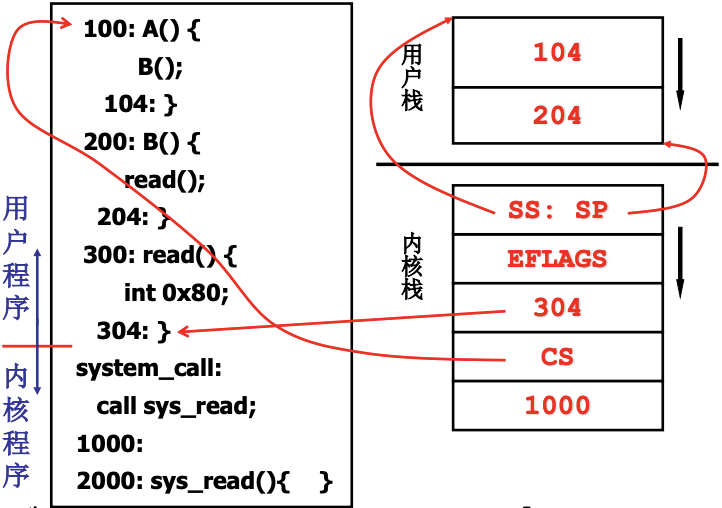 100: A() {
B();
104: }
200: B() {
read();
204: }
300: read() {
int 0x80;
304: }
system_call:
call sys_read;
1000:
2000: sys_read(){ }
用户程序
内核程序
用户栈
104
204
内核栈
SS: SP
EFLAGS
304
CS
1000